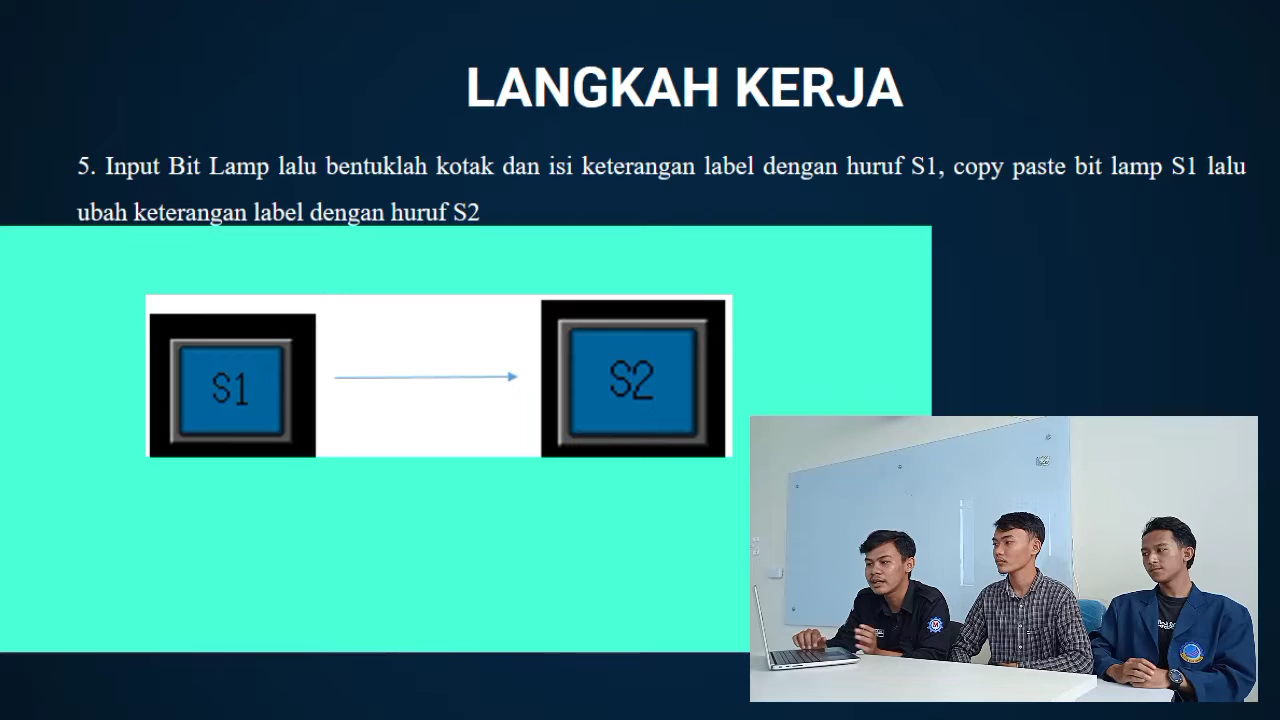 LANGKAH KERJA
5. Input Bit Lamp lalu bentuklah kotak dan isi keterangan label dengan huruf S1, copy paste bit lamp S1 lalu
ubah keterangan label dengan huruf S2
S1
S2